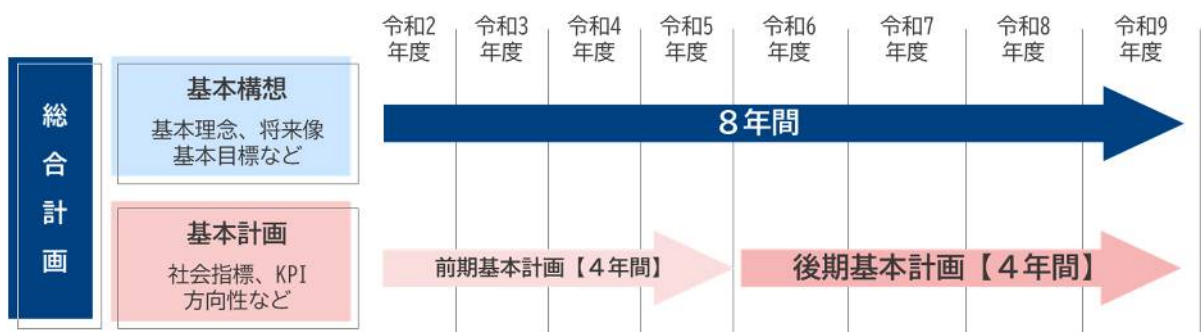 令和2
年度
令和3
年度
令和4
年度
令和5
年度
令和6
年度
令和7
年度
令和8
年度
令和9
年度
総合計画
基本構想
基本理念、将来像
基本目標など
8年間
基本計画
社会指標、KPI
方向性など
前期基本計画【4年間】
後期基本計画【4年間】